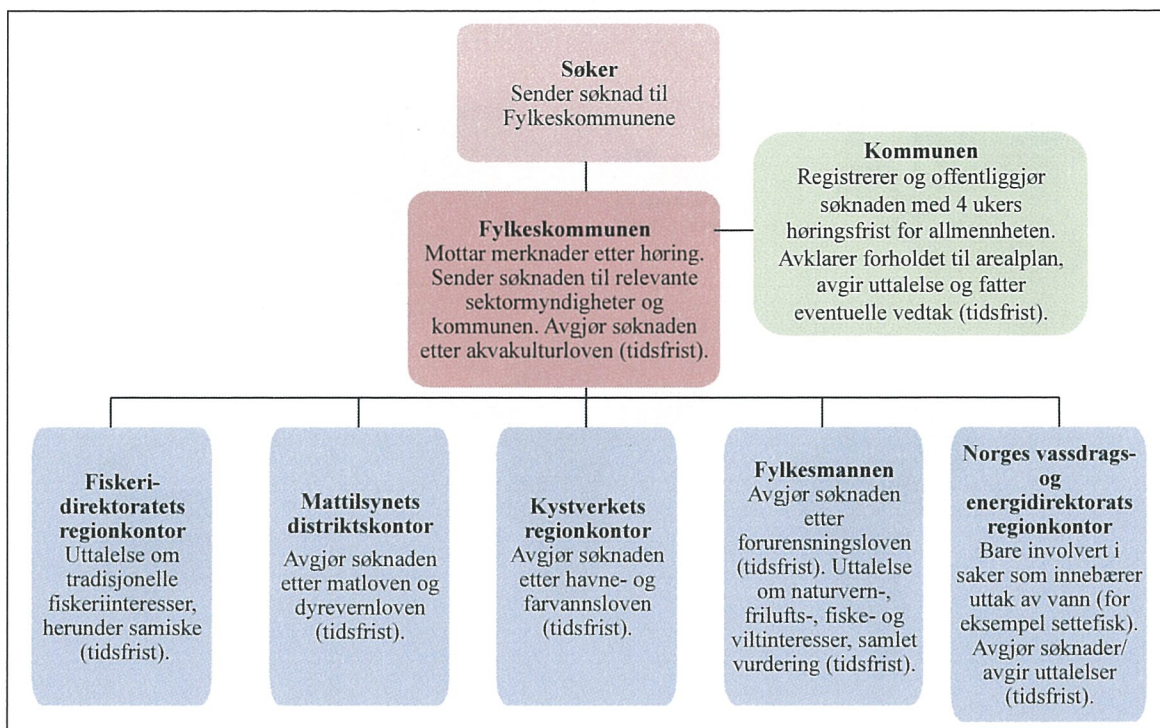 Søker
Sender søknad til
Fylkeskommunene
Kommunen
Registrerer og offentliggjør
søknaden med 4 ukers
høringsfrist for allmennheten.
Avklarer forholdet til arealplan,
avgir uttalelse og fatter
eventuelle vedtak (tidsfrist).
Fylkeskommunen
Mottar merknader etter høring.
Sender søknaden til relevante
sektormyndigheter og
kommunen. Avgjør søknaden
etter akvakulturloven (tidsfrist).
Fiskeri-
direktoratets
regionkontor
Uttalelse om
tradisjonelle
fiskeriinteresser,
herunder samiske
(tidsfrist).
Mattilsynets
distriktskontor
Avgjør søknaden
etter matloven og
dyrevernloven
(tidsfrist).
Kystverkets
regionkontor
Avgjør søknaden
etter havne- og
farvannsloven
(tidsfrist).
Fylkesmannen
Avgjør søknaden
etter
forurensningsloven
(tidsfrist). Uttalelse
om naturvern-,
frilufts-, fiske- og
viltinteresser, samlet
vurdering (tidsfrist).
Norges vassdrags-
og
energidirektorats
regionkontor
Bare involvert i
saker som innebærer
uttak av vann (for
eksempel settefisk).
Avgjør søknader/
avgir uttalelser
(tidsfrist).